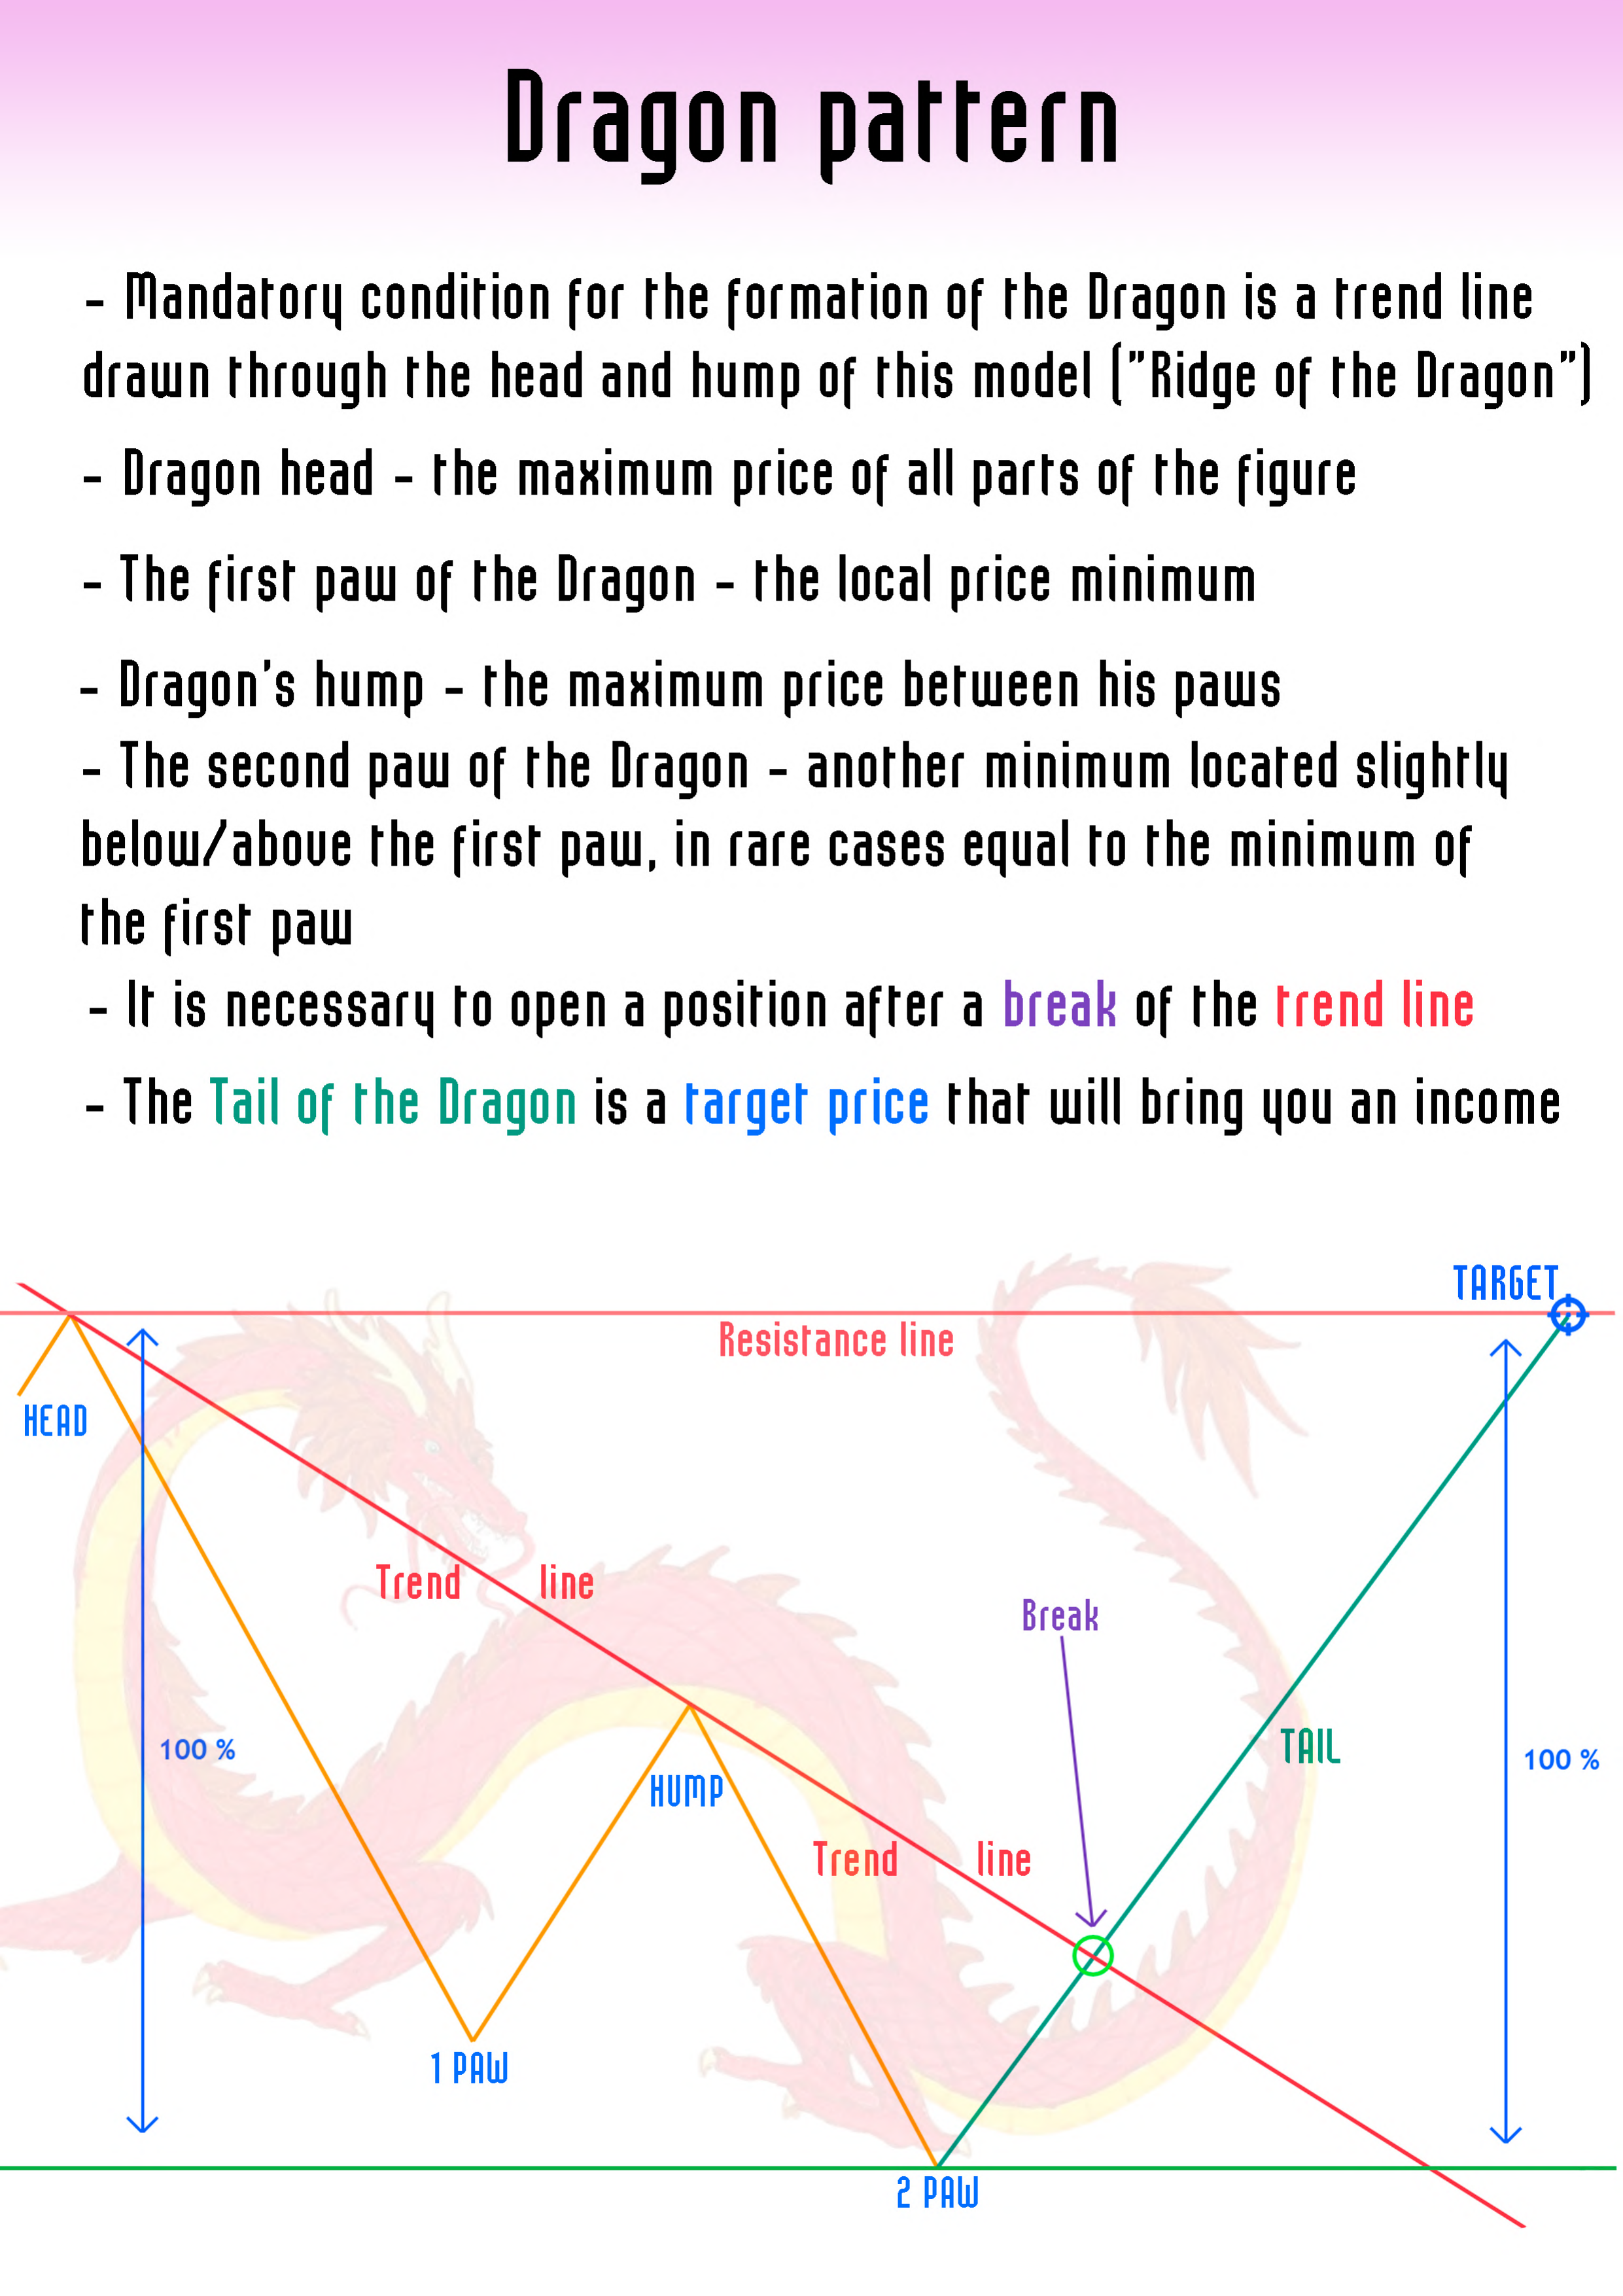 Dragon pattern
- Mandatory condition for the formation of the Dragon is a trend line
drawn through the head and hump of this model ("Ridge of the Dragon")
- Dragon head - the maximum price of all parts of the figure
- The first paw of the Dragon - the local price minimum
- Dragon's hump - the maximum price between his paws
- The second paw of the Dragon - another minimum located slightly
below/above the first paw, in rare cases equal to the minimum of
the first paw
- It is necessary to open a position after a break of the trend line
- The Tail of the Dragon is a target price that will bring you an income
TARGET
Resistance line
HEAD
Trend line
Break
100 %
TAIL
100 %
HUMP
Trend line
1 PAW
2 PAW